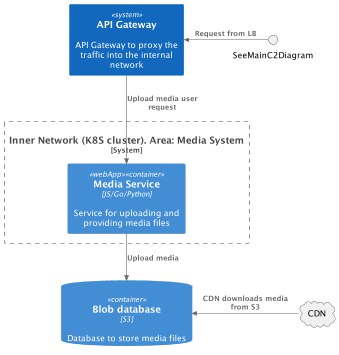 «system»
API Gateway
API Gateway to proxy the
traffic into the internal
network
Request from LB
SeeMainC2Diagram
Upload media user
request
Inner Network (K8S cluster). Area: Media System
[System]
«webApp»«container»
Media Service
[JS/Go/Python]
Service for uploading and
providing media files
Upload media
«container»
Blob database
[S3]
Database to store media files
CDN downloads media
from S3
CDN